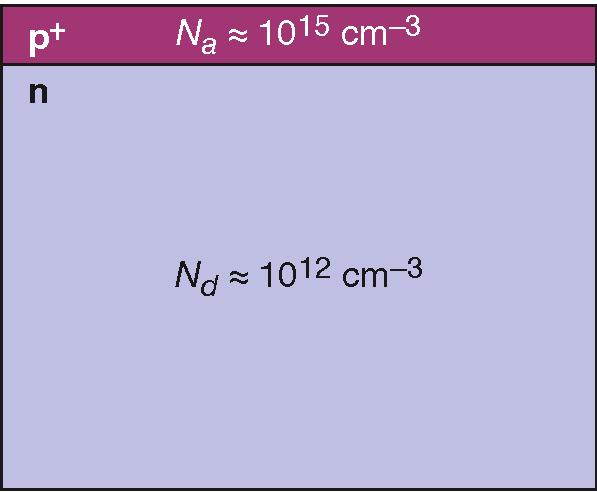 p⁺ Nₐ ≈ 10¹⁵ cm⁻³
n
N_d ≈ 10¹² cm⁻³